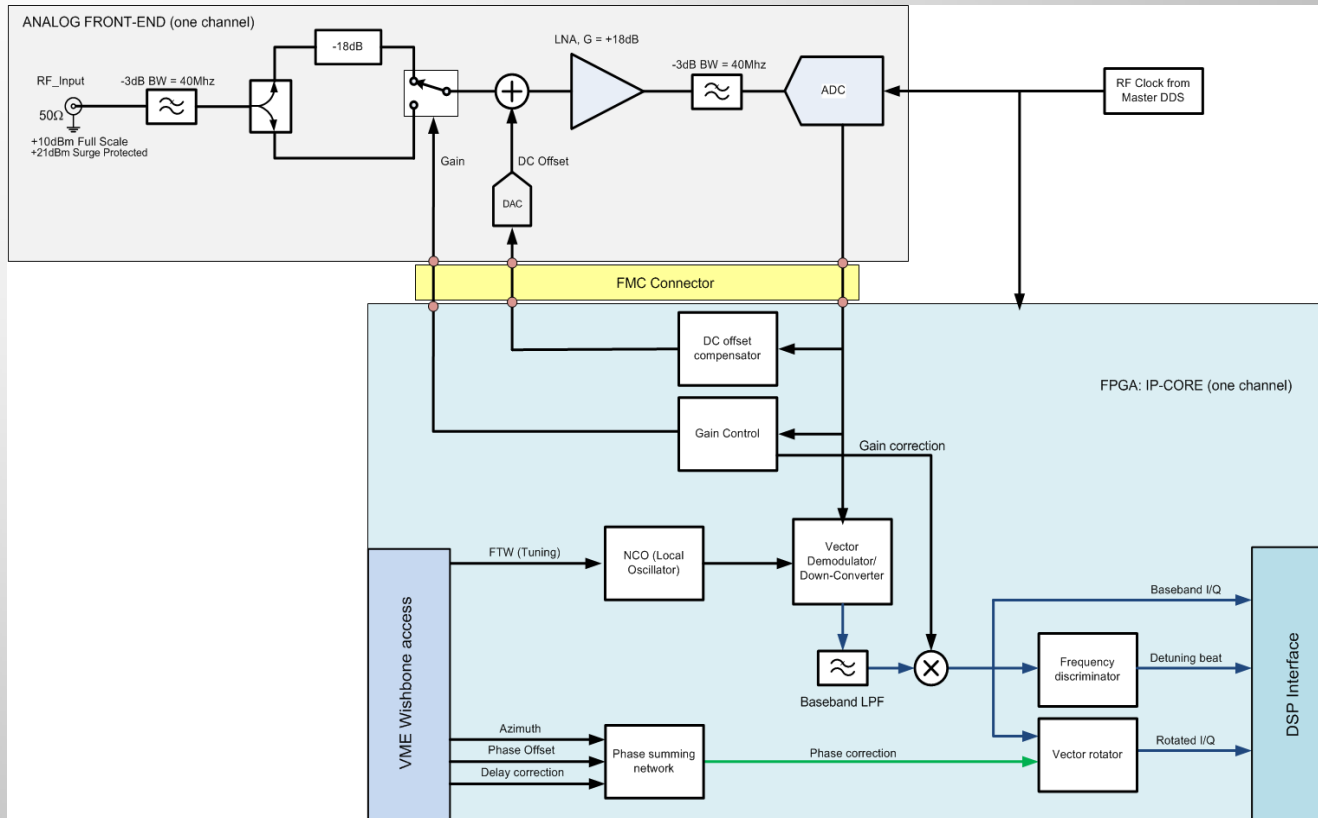 ANALOG FRONT-END (one channel)
-18dB
LNA, G = +18dB
RF_Input
-3dB BW = 40Mhz
-3dB BW = 40Mhz
50Ω
ADC
RF Clock from
Master DDS
+10dBm Full Scale
+21dBm Surge Protected
Gain
DC Offset
DAC
FMC Connector
DC offset
compensator
FPGA: IP-CORE (one channel)
Gain Control
Gain correction
FTW (Tuning)
NCO (Local
Oscillator)
Vector
Demodulator/
Down-Converter
Baseband I/Q
VME Wishbone access
DSP Interface
Frequency
discriminator
Detuning beat
Baseband LPF
Azimuth
Phase Offset
Delay correction
Phase summing
network
Phase correction
Vector rotator
Rotated I/Q